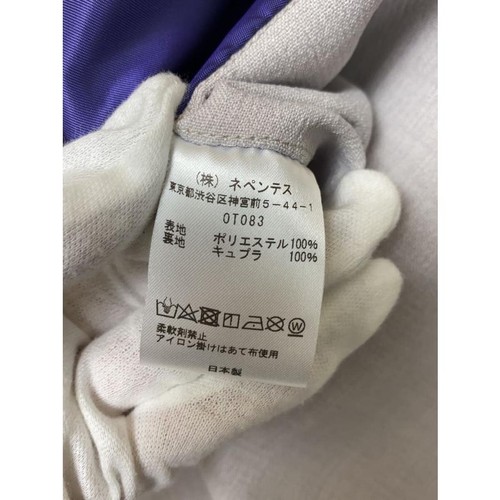 (株) ネペンテス
東京都渋谷区神宮前5-44-1
OT083
表地 ポリエステル100%
裏地 キュプラ 100%
柔軟剤禁止
アイロン掛けはあて布使用
日本製